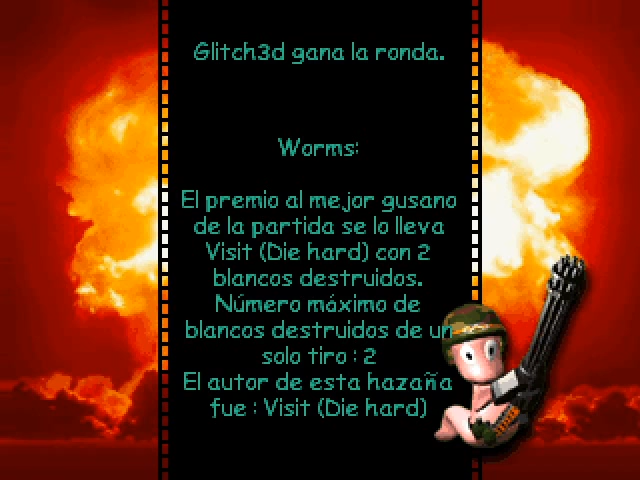 Glitch3d gana la ronda.
Worms:
El premio al mejor gusano
de la partida se lo lleva
Visit (Die hard) con 2
blancos destruidos.
Número máximo de
blancos destruidos de un
solo tiro : 2
El autor de esta hazaña
fue : Visit (Die hard)